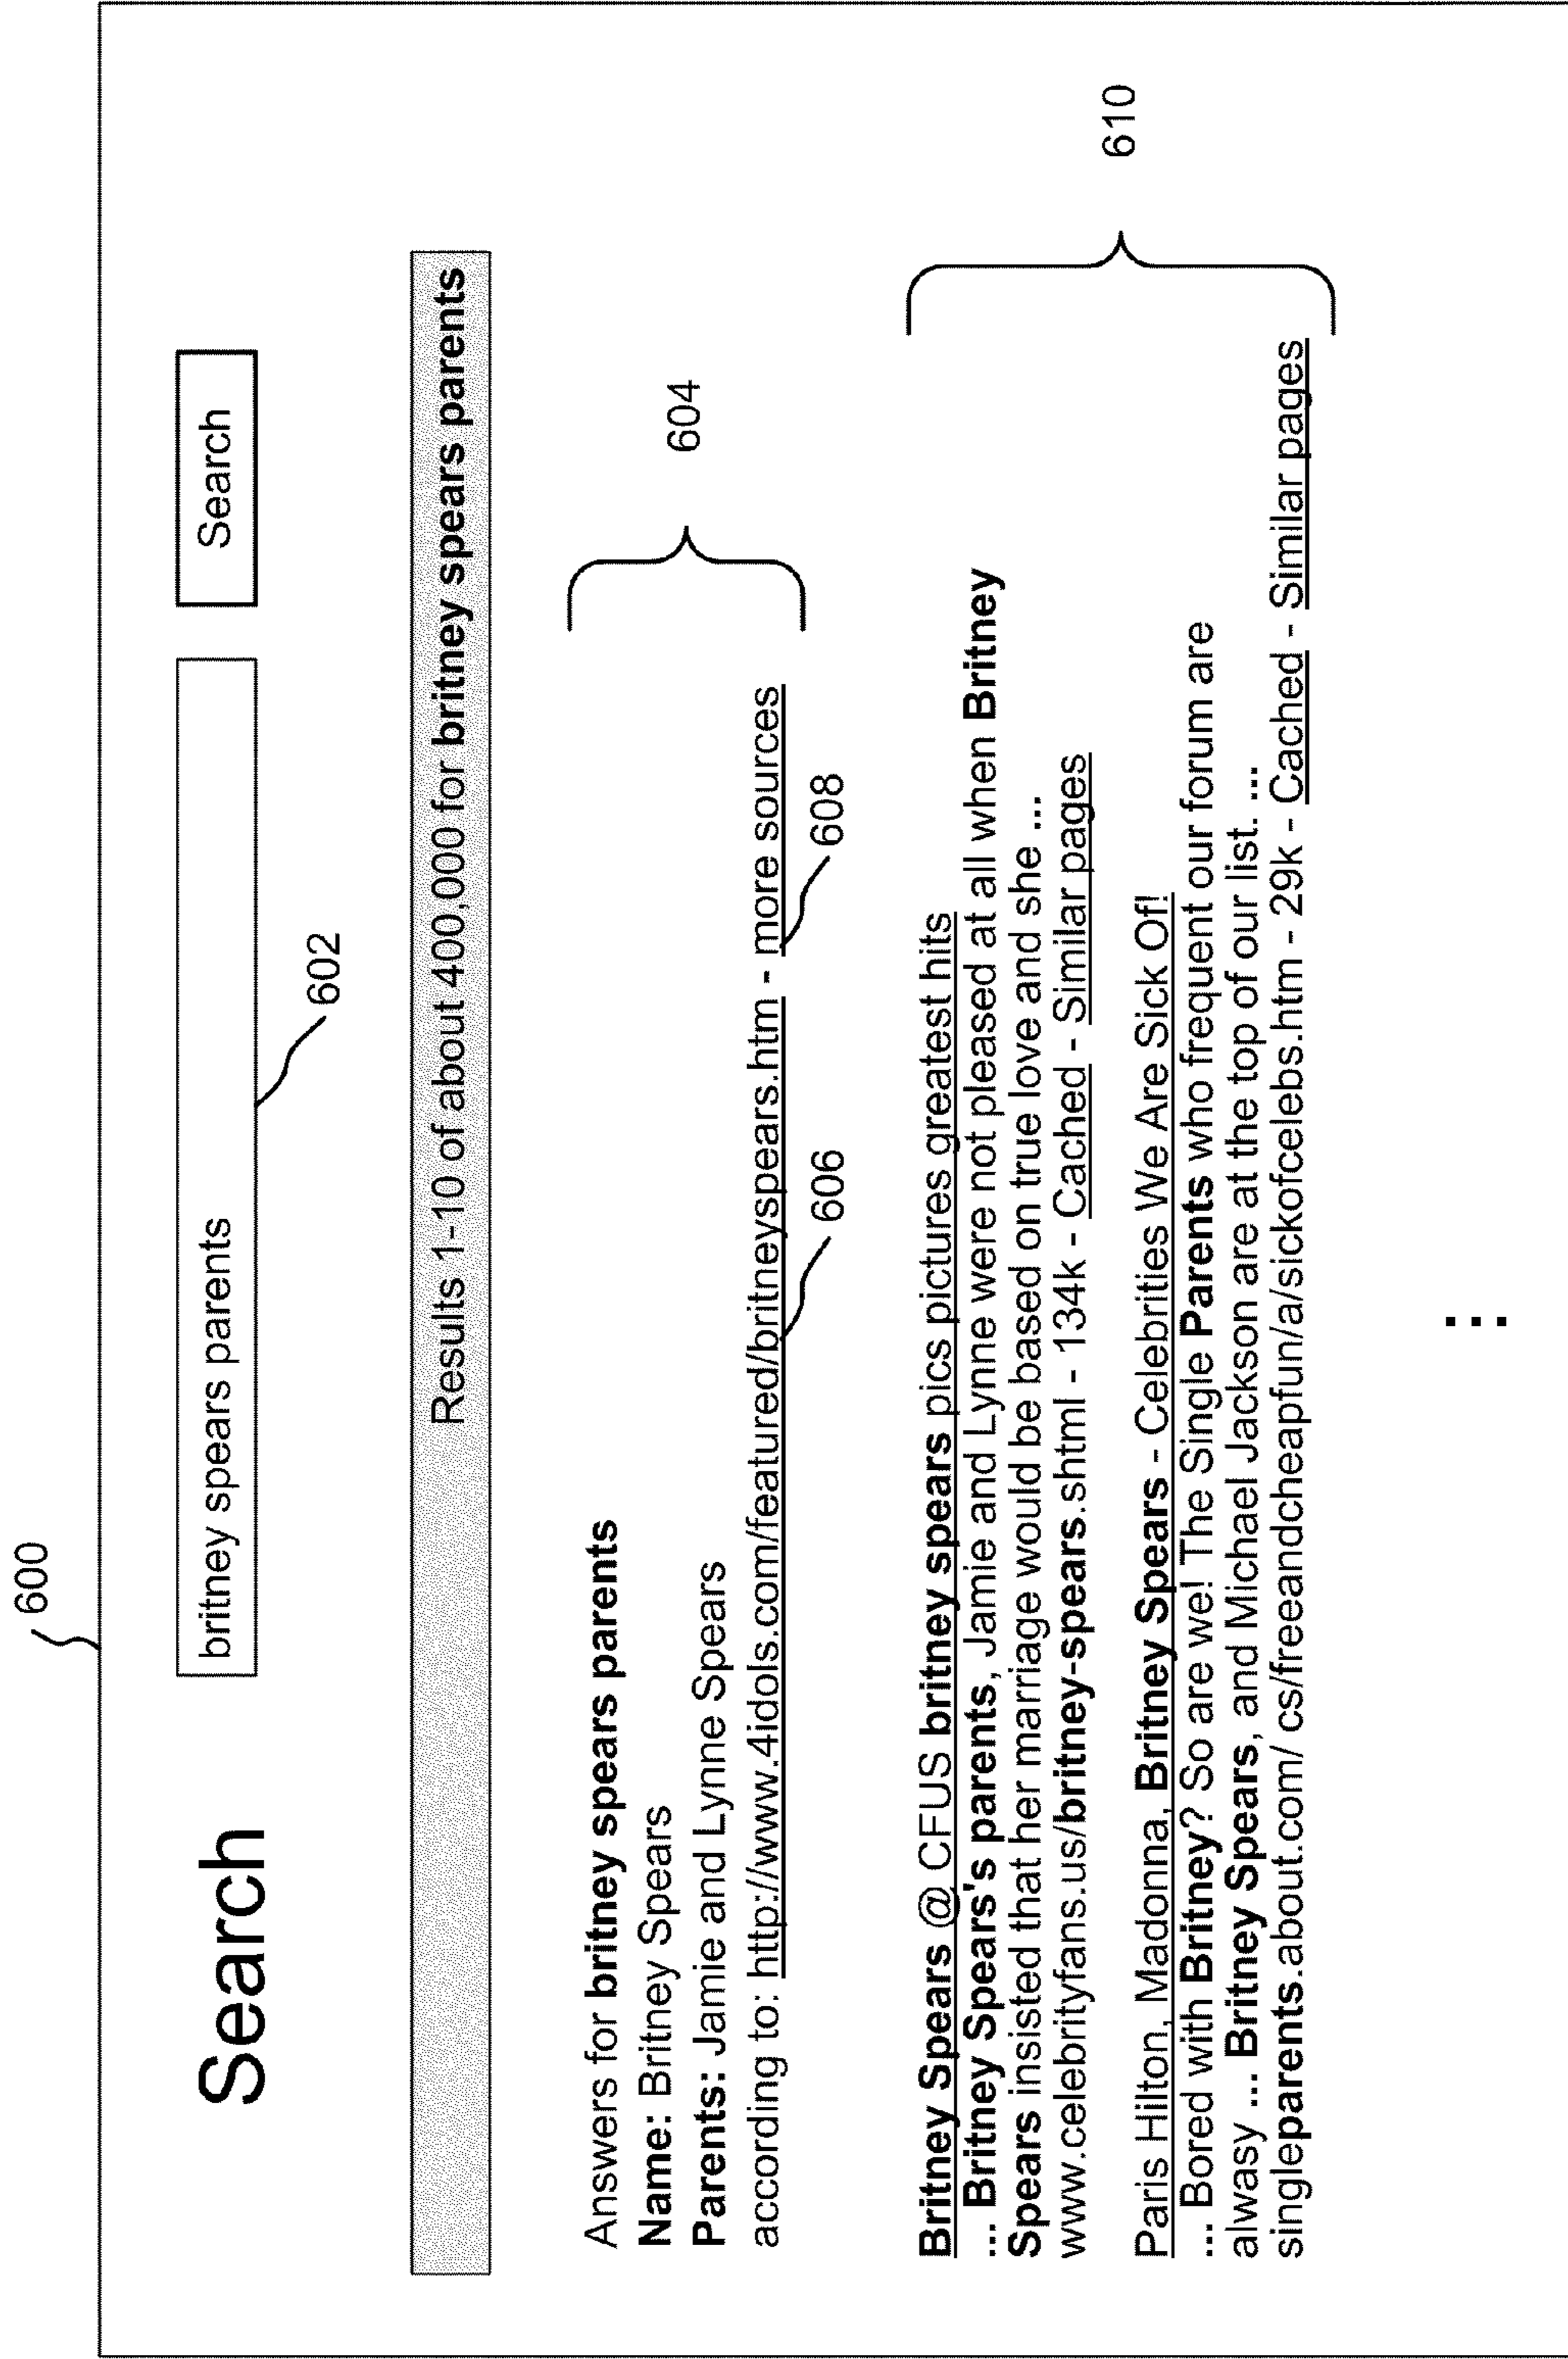 600
Search
britney spears parents
Search
602
Results 1-10 of about 400,000 for britney spears parents
Answers for britney spears parents
Name: Britney Spears
Parents: Jamie and Lynne Spears
according to: http://www.4idols.com/featured/britneyspears.htm - more sources
604
606
608
Britney Spears @ CFUS britney spears pics pictures greatest hits
... Britney Spears's parents, Jamie and Lynne were not pleased at all when Britney
Spears insisted that her marriage would be based on true love and she ...
www.celebrityfans.us/britney-spears.shtml - 134k - Cached - Similar pages
Paris Hilton, Madonna, Britney Spears - Celebrities We Are Sick Of!
... Bored with Britney? So are we! The Single Parents who frequent our forum are
alwasy ... Britney Spears, and Michael Jackson are at the top of our list. ...
singleparents.about.com/ cs/freeandcheapfun/a/sickofcelebs.htm - 29k - Cached - Similar pages
610
...